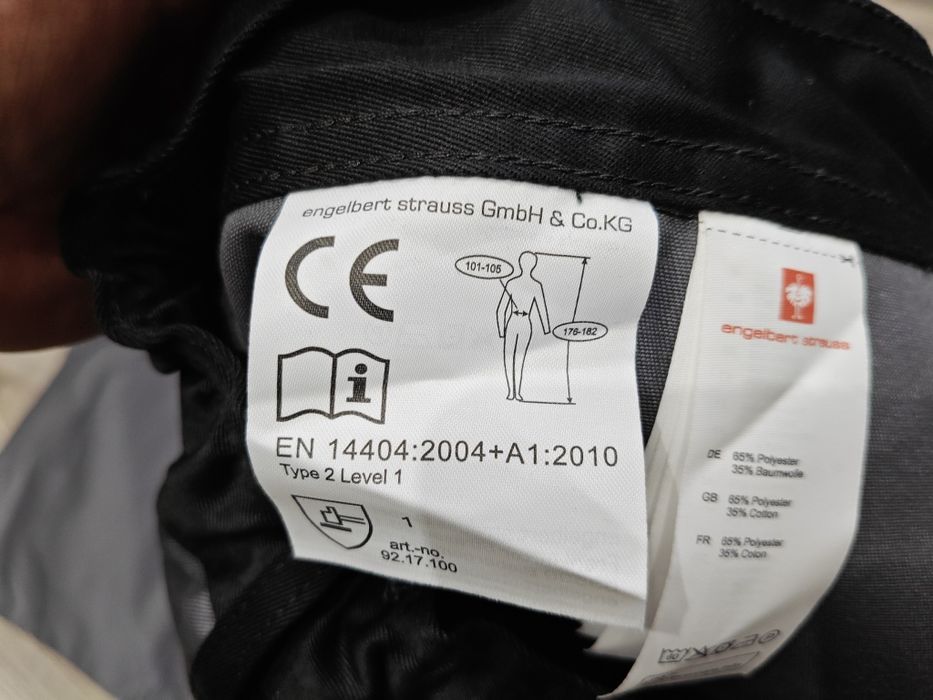 engelbert strauss GmbH & Co.KG
CE
101-105
176-182
i
EN 14404:2004+A1:2010
Type 2 Level 1
1
art.-no.
92.17.100
engelbert strauss
DE 65% Polyester
35% Baumwolle
GB 65% Polyester
35% Cotton
FR 65% Polyester
35% Coton
60